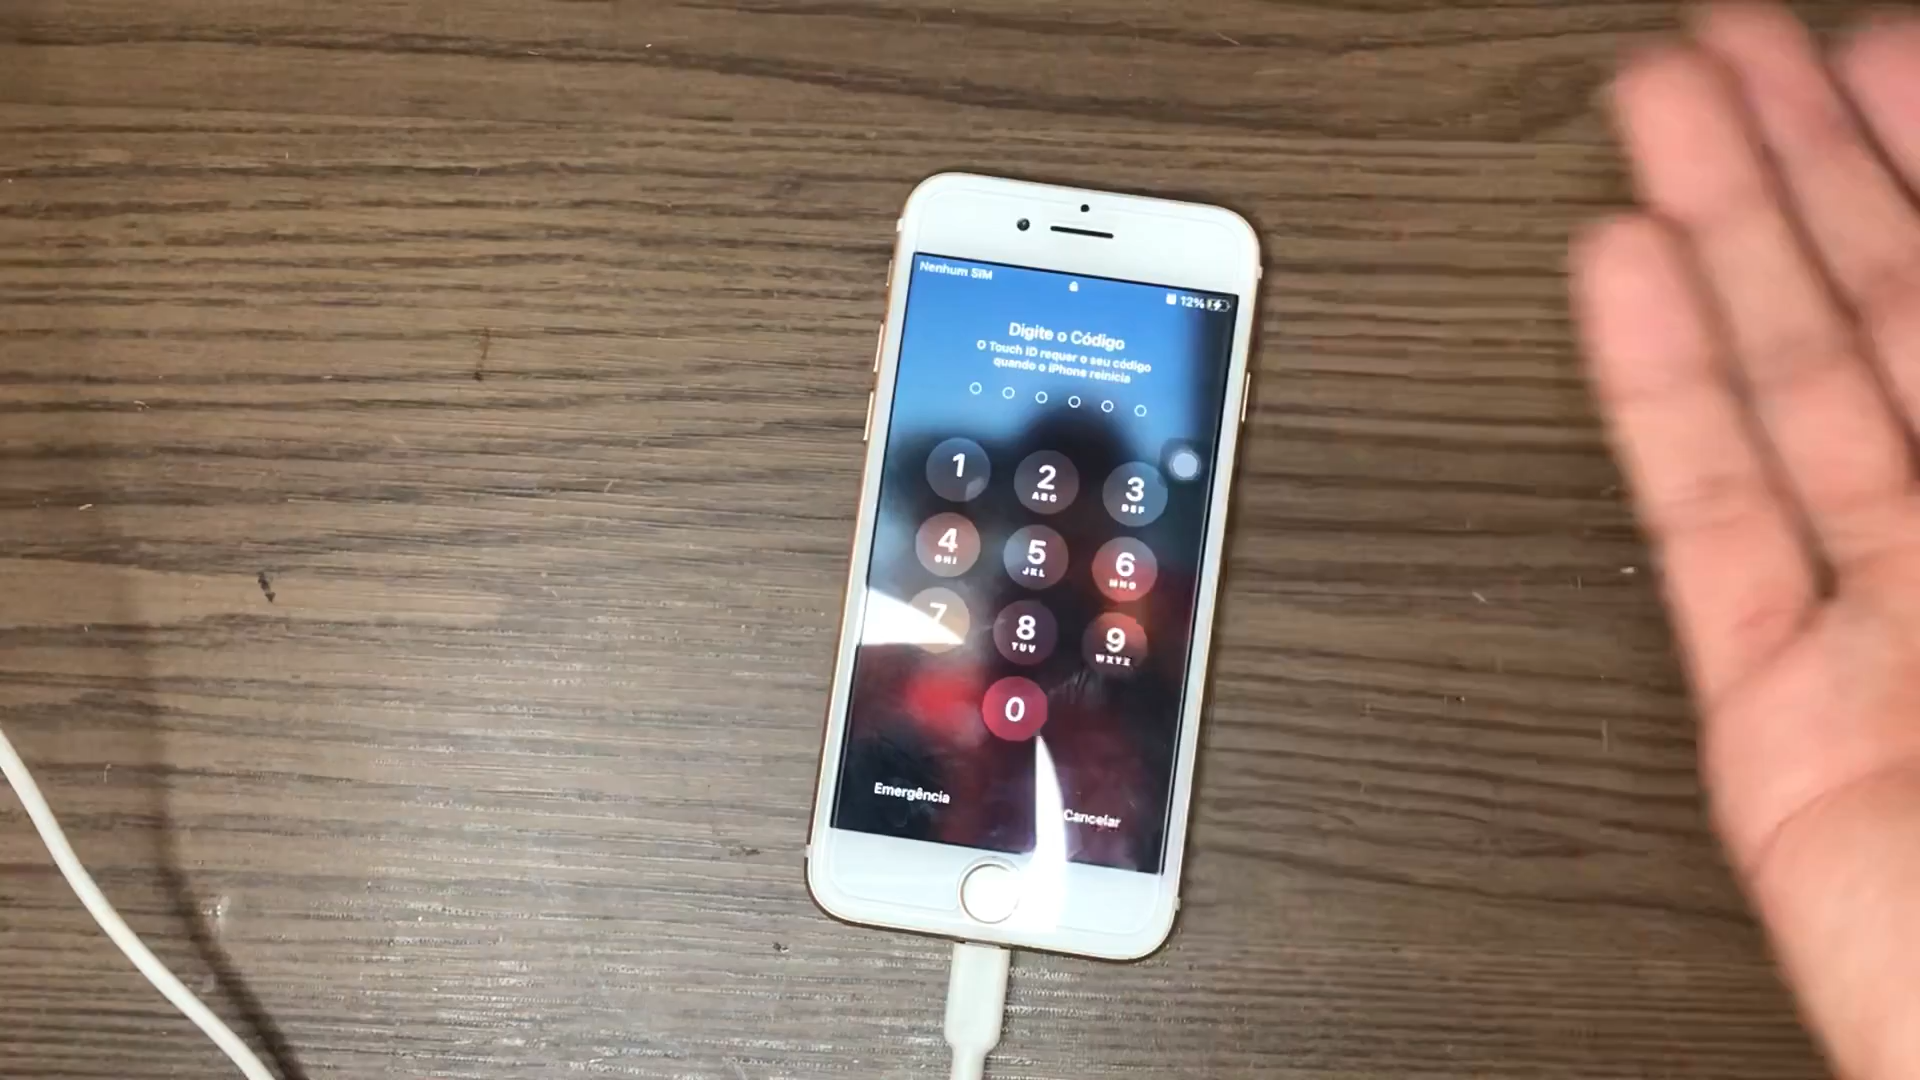 Nenhum SIM
12%
Digite o Código
O Touch ID requer o seu código
quando o iPhone reinicia
1
2
ABC
3
DEF
4
GHI
5
JKL
6
MNO
7
8
TUV
9
WXYZ
0
Emergência
Cancelar